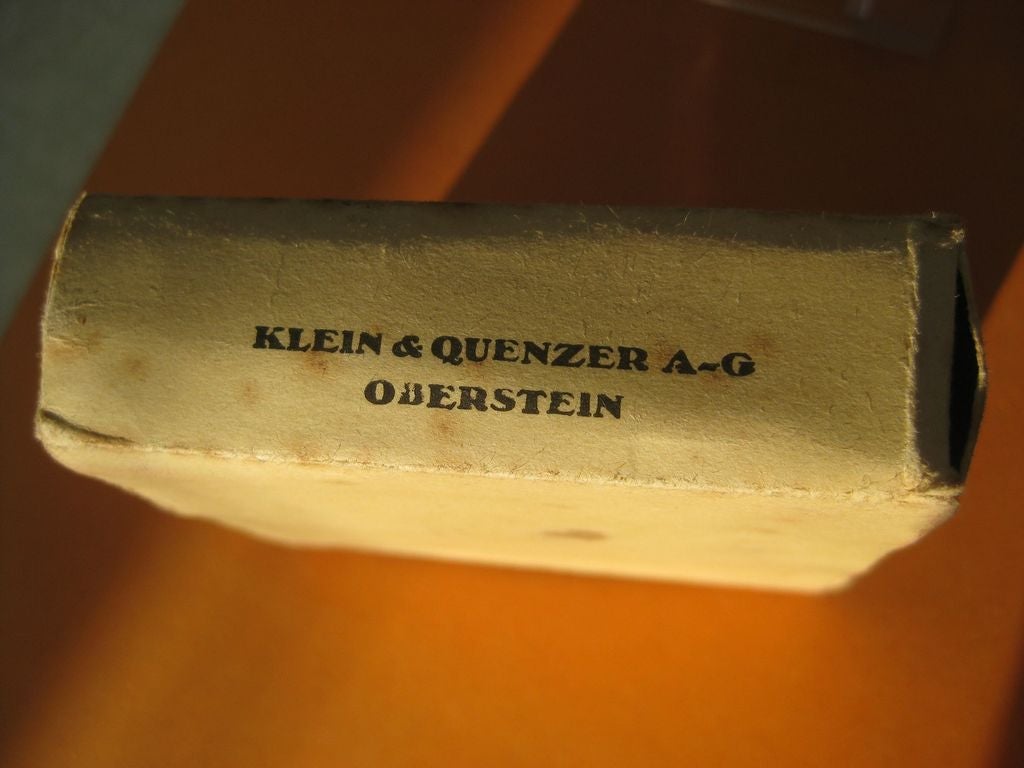 KLEIN & QUENZER A-G
OBERSTEIN